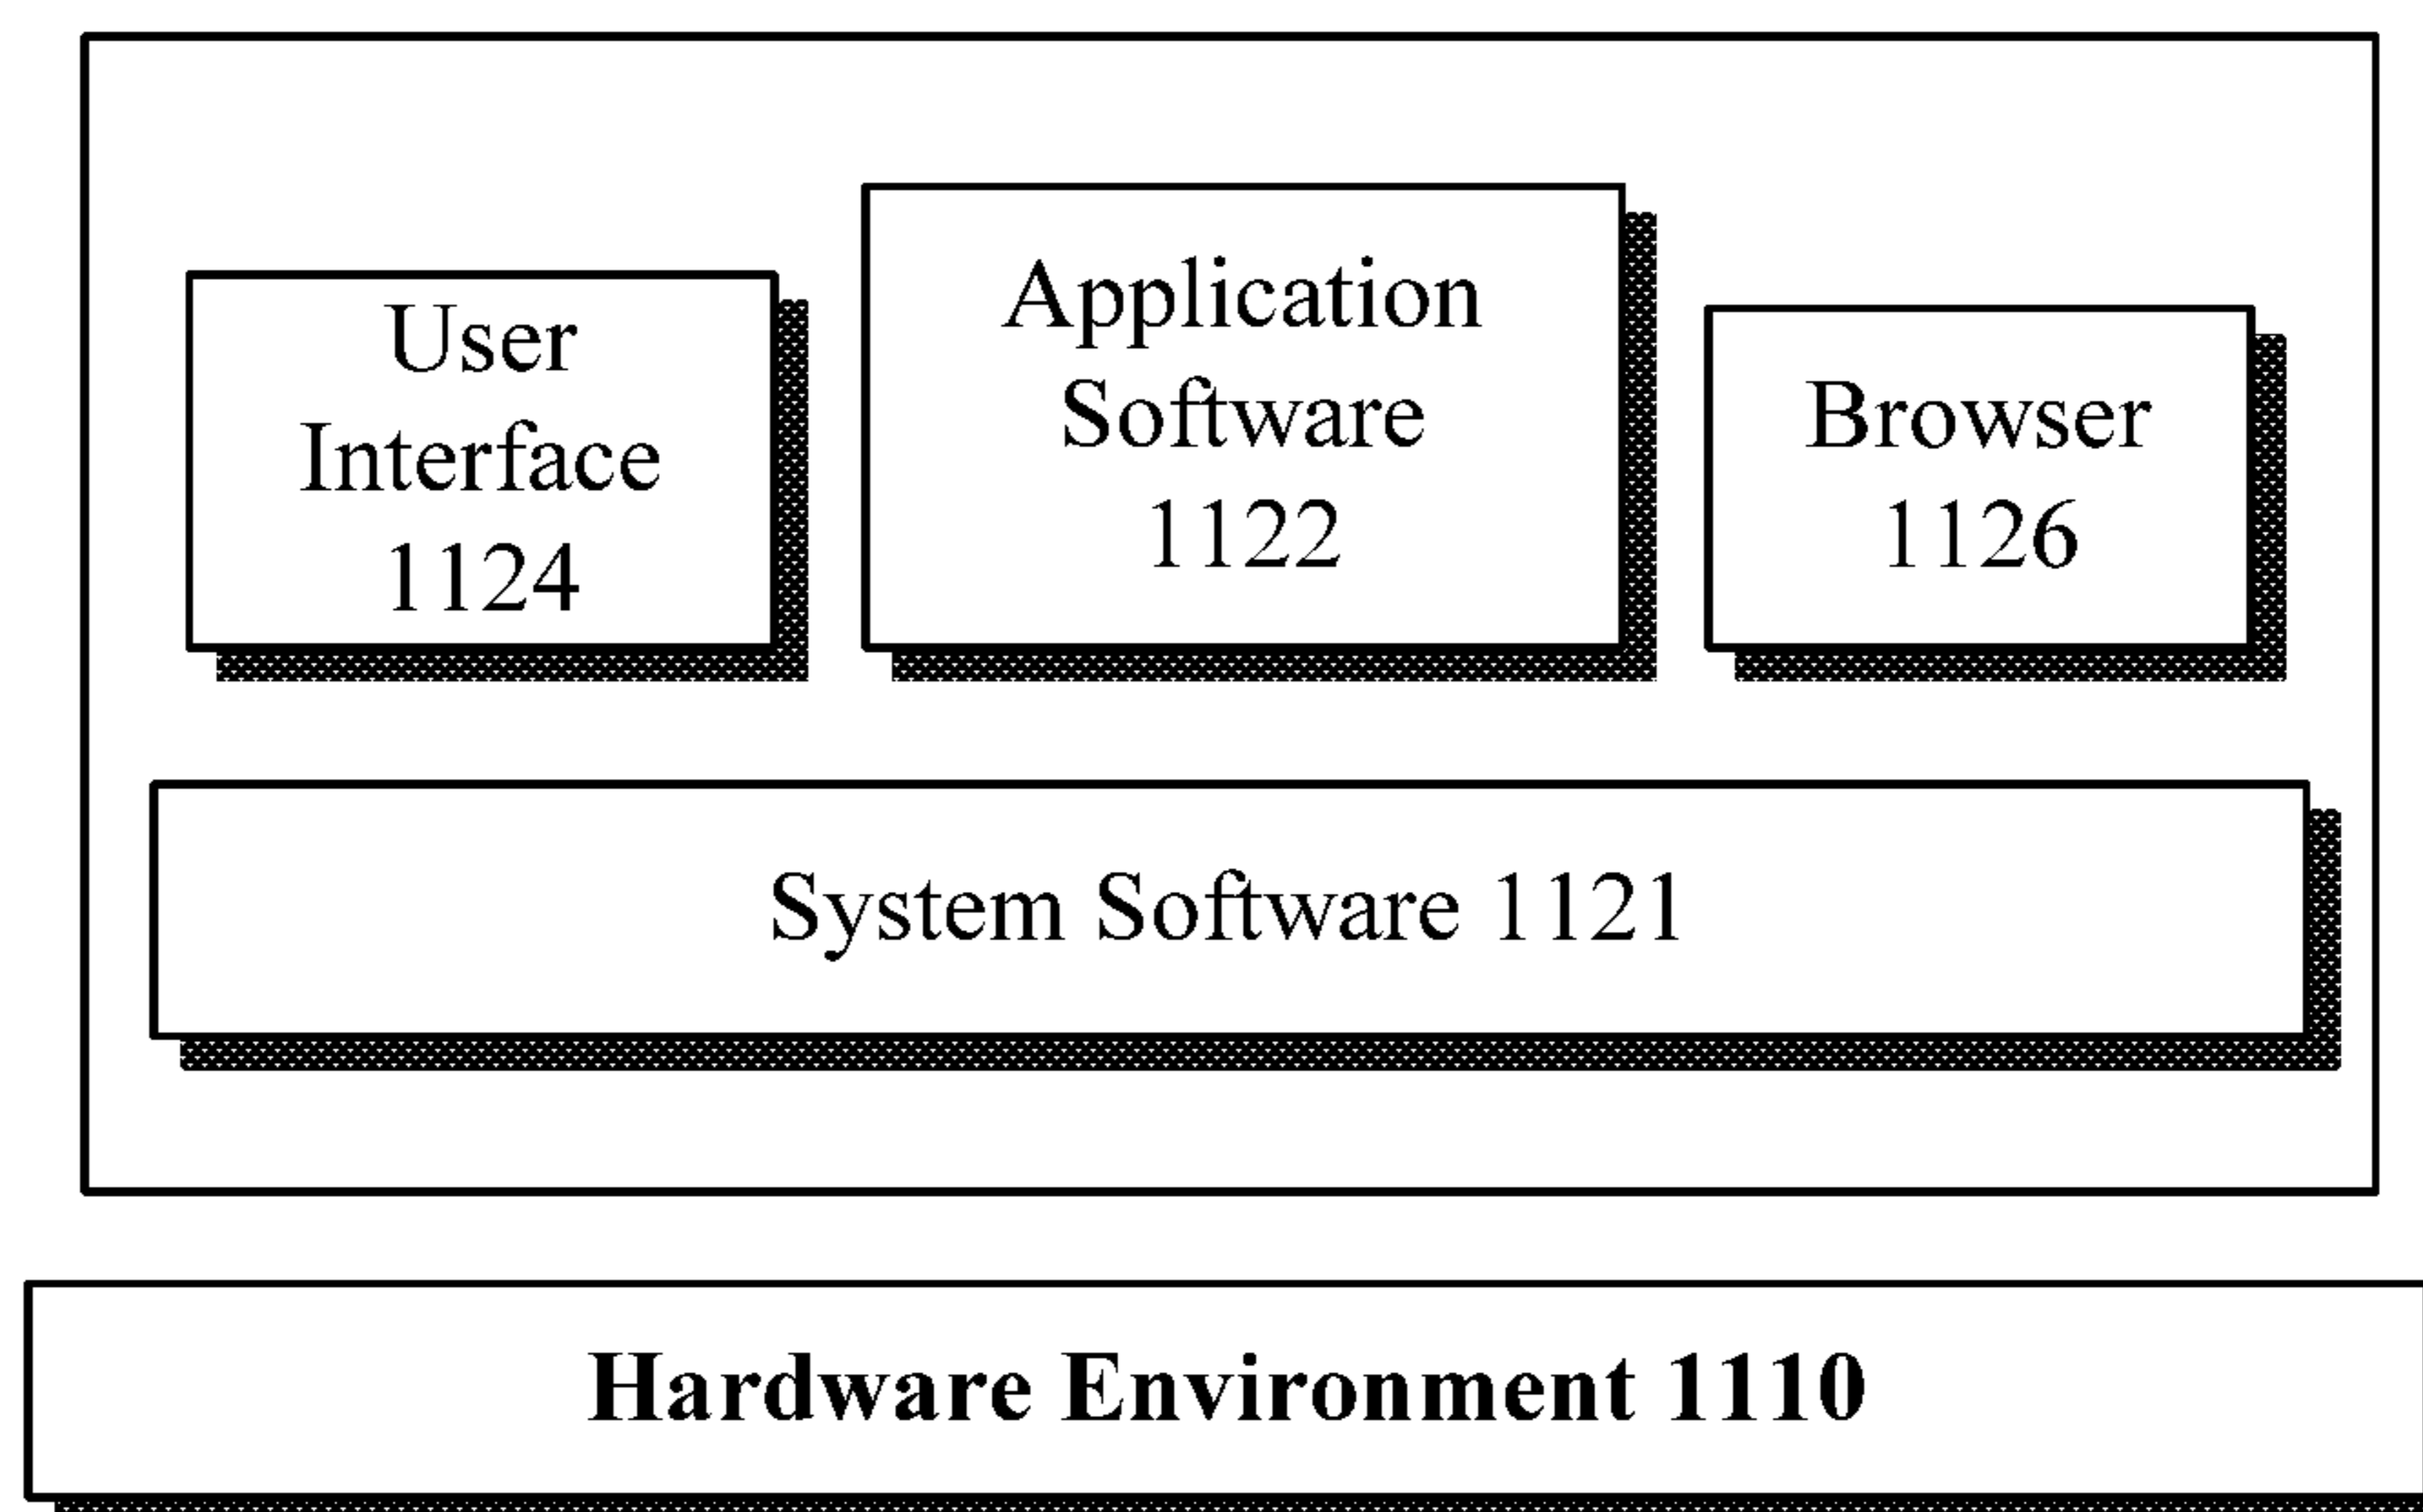 User
Interface
1124
Application
Software
1122
Browser
1126
System Software 1121
Hardware Environment 1110